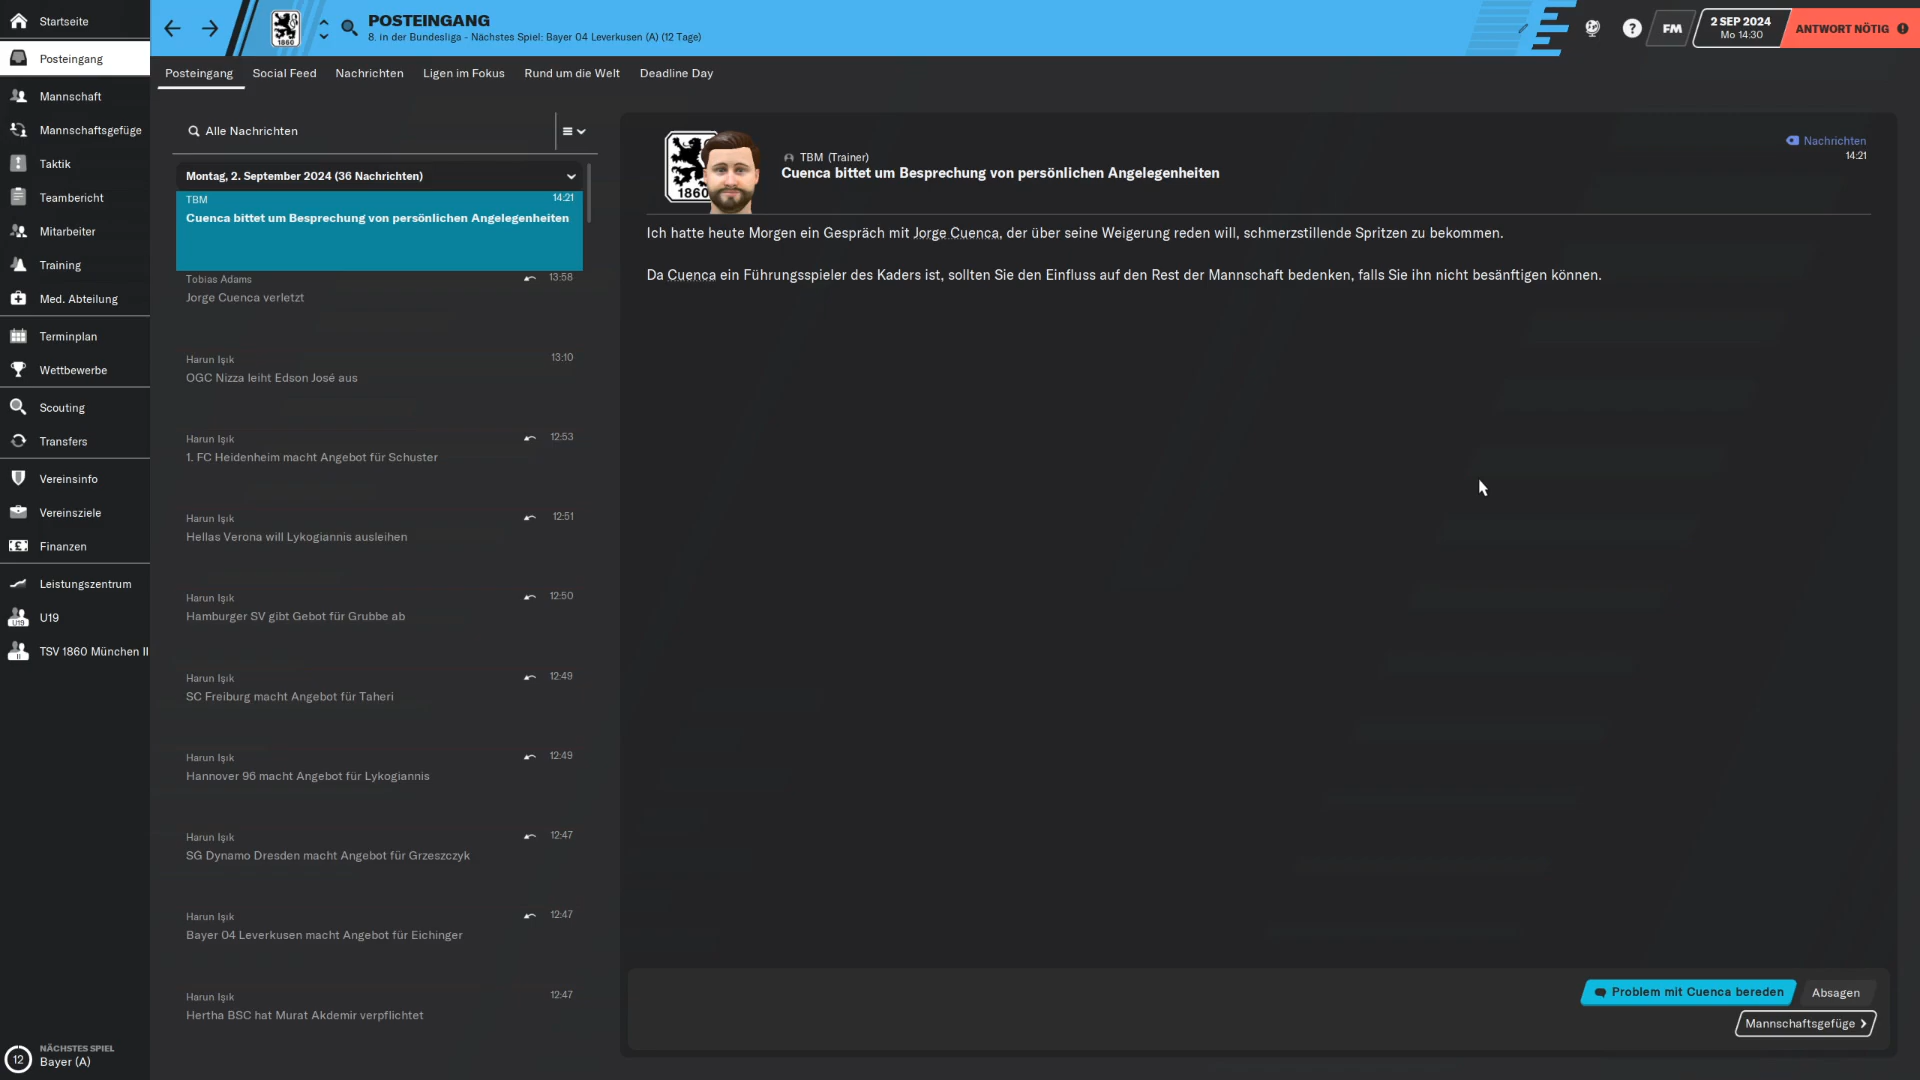 Startseite
Posteingang
Mannschaft
Mannschaftsgefüge
Taktik
Teambericht
Mitarbeiter
Training
Med. Abteilung
Terminplan
Wettbewerbe
Scouting
Transfers
Vereinsinfo
Vereinsziele
Finanzen
Leistungszentrum
U19
U19
TSV 1860 München II
II
12
NÄCHSTES SPIEL
Bayer (A)
1860
POSTEINGANG
8. in der Bundesliga - Nächstes Spiel: Bayer 04 Leverkusen (A) (12 Tage)
?
FM
2 SEP 2024
Mo 14:30
ANTWORT NÖTIG
Posteingang
Social Feed
Nachrichten
Ligen im Fokus
Rund um die Welt
Deadline Day
Alle Nachrichten
Montag, 2. September 2024 (36 Nachrichten)
TBM 14:21
Cuenca bittet um Besprechung von persönlichen Angelegenheiten
Tobias Adams 13:58
Jorge Cuenca verletzt
Harun Işık 13:10
OGC Nizza leiht Edson José aus
Harun Işık 12:53
1. FC Heidenheim macht Angebot für Schuster
Harun Işık 12:51
Hellas Verona will Lykogiannis ausleihen
Harun Işık 12:50
Hamburger SV gibt Gebot für Grubbe ab
Harun Işık 12:49
SC Freiburg macht Angebot für Taheri
Harun Işık 12:49
Hannover 96 macht Angebot für Lykogiannis
Harun Işık 12:47
SG Dynamo Dresden macht Angebot für Grzeszczyk
Harun Işık 12:47
Bayer 04 Leverkusen macht Angebot für Eichinger
Harun Işık 12:47
Hertha BSC hat Murat Akdemir verpflichtet
1860
TBM (Trainer)
Cuenca bittet um Besprechung von persönlichen Angelegenheiten
Nachrichten
14:21
Ich hatte heute Morgen ein Gespräch mit Jorge Cuenca, der über seine Weigerung reden will, schmerzstillende Spritzen zu bekommen.
Da Cuenca ein Führungsspieler des Kaders ist, sollten Sie den Einfluss auf den Rest der Mannschaft bedenken, falls Sie ihn nicht besänftigen können.
Problem mit Cuenca bereden
Absagen
Mannschaftsgefüge